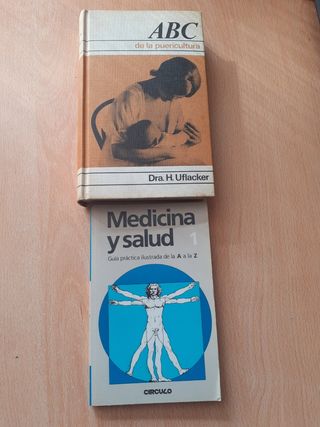 ABC
de la puericultura
Dra. H. Uflacker
Medicina
y salud 1
Guía práctica ilustrada de la A a la Z
CIRCULO